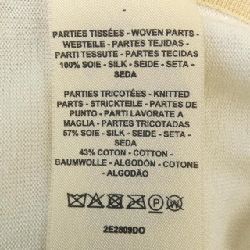 PARTIES TISSÉES - WOVEN PARTS -
WEBTEILE - PARTES TEJIDAS -
PARTI TESSUTE - PARTES TECIDAS
100% SOIE - SILK - SEIDE - SETA -
SEDA
PARTIES TRICOTÉES - KNITTED
PARTS - STRICKTEILE - PARTES DE
PUNTO - PARTI LAVORATE A
MAGLIA - PARTES TRICOTADAS
57% SOIE - SILK - SEIDE - SETA -
SEDA
43% COTON - COTTON -
BAUMWOLLE - ALGODÓN - COTONE -
ALGODÃO
2E2809DO